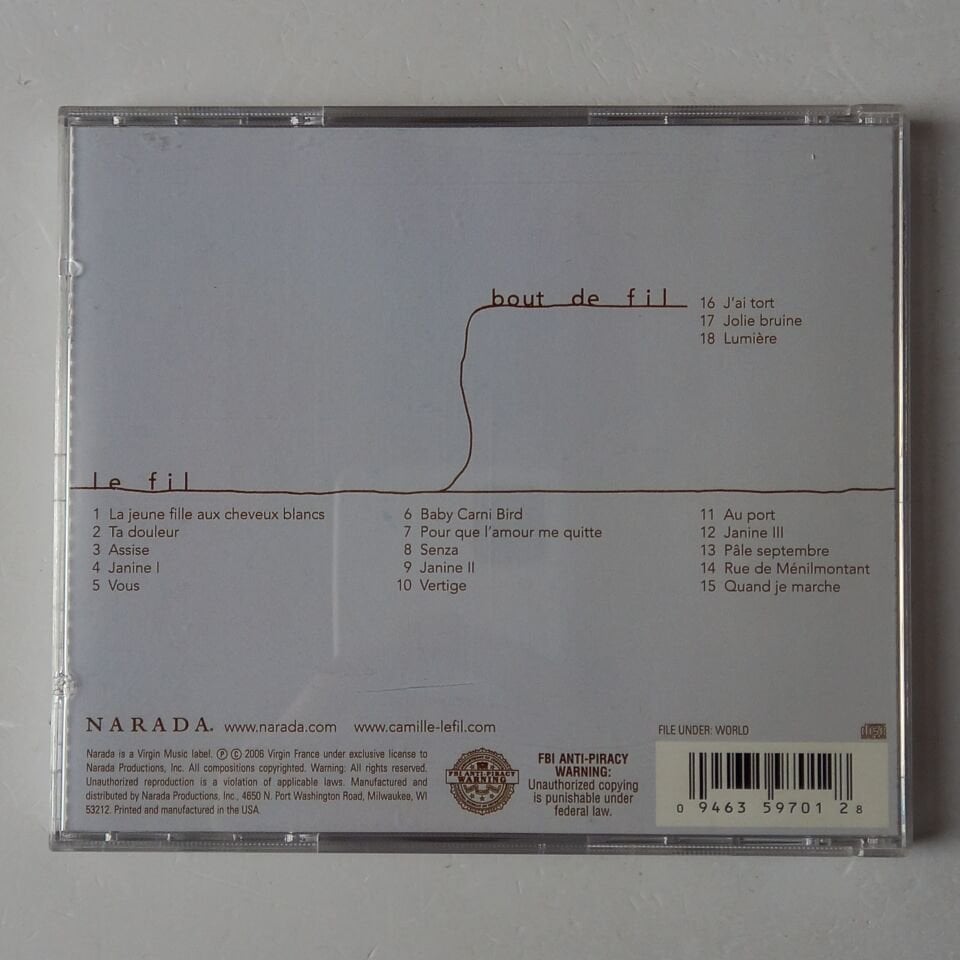 bout de fil
16 J'ai tort
17 Jolie bruine
18 Lumière
le fil
1 La jeune fille aux cheveux blancs
2 Ta douleur
3 Assise
4 Janine I
5 Vous
6 Baby Carni Bird
7 Pour que l'amour me quitte
8 Senza
9 Janine II
10 Vertige
11 Au port
12 Janine III
13 Pâle septembre
14 Rue de Ménilmontant
15 Quand je marche
NARADA. www.narada.com www.camille-lefil.com
Narada is a Virgin Music label. ℗ © 2006 Virgin France under exclusive license to
Narada Productions, Inc. All compositions copyrighted. Warning: All rights reserved.
Unauthorized reproduction is a violation of applicable laws. Manufactured and
distributed by Narada Productions, Inc., 4650 N. Port Washington Road, Milwaukee, WI
53212. Printed and manufactured in the USA.
FBI ANTI-PIRACY
WARNING
FBI ANTI-PIRACY
WARNING:
Unauthorized copying
is punishable under
federal law.
FILE UNDER: WORLD
0 9463 59701 2 8